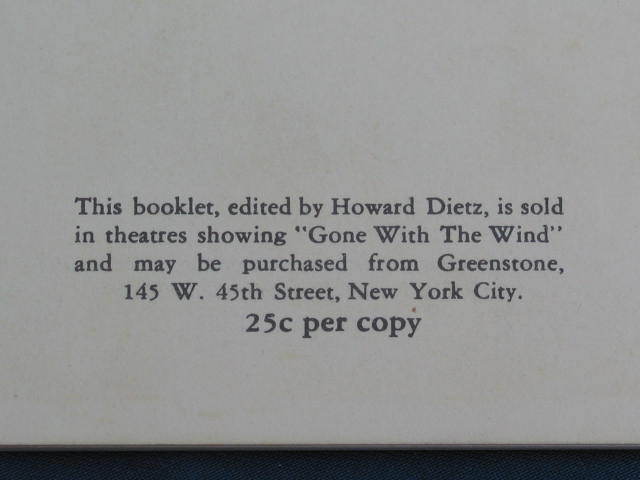 This booklet, edited by Howard Dietz, is sold
in theatres showing "Gone With The Wind"
and may be purchased from Greenstone,
145 W. 45th Street, New York City.
25c per copy